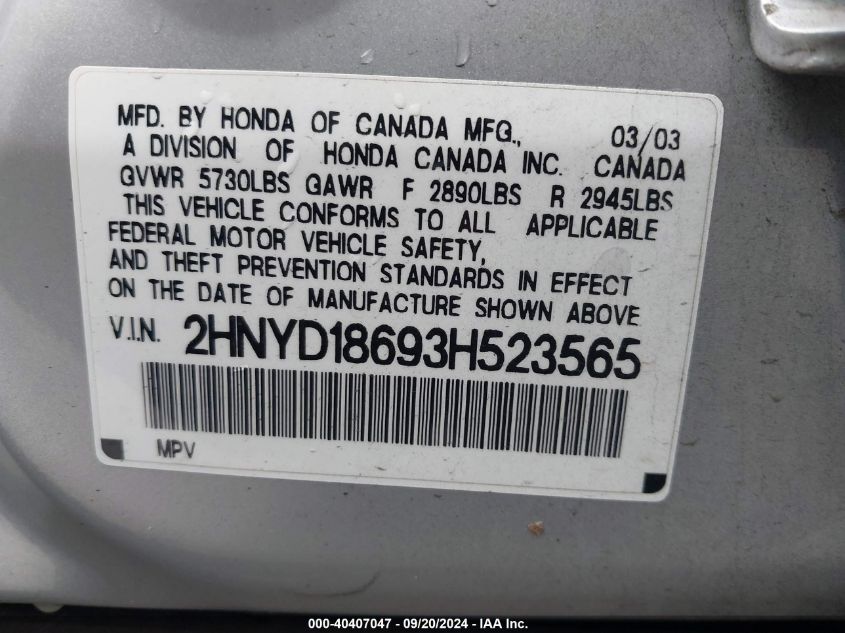 MFD. BY HONDA OF CANADA MFG., 03/03
A DIVISION OF HONDA CANADA INC. CANADA
GVWR 5730LBS GAWR F 2890LBS R 2945LBS
THIS VEHICLE CONFORMS TO ALL APPLICABLE
FEDERAL MOTOR VEHICLE SAFETY,
AND THEFT PREVENTION STANDARDS IN EFFECT
ON THE DATE OF MANUFACTURE SHOWN ABOVE
V.I.N. 2HNYD18693H523565
MPV
000-40407047 - 09/20/2024 - IAA Inc.